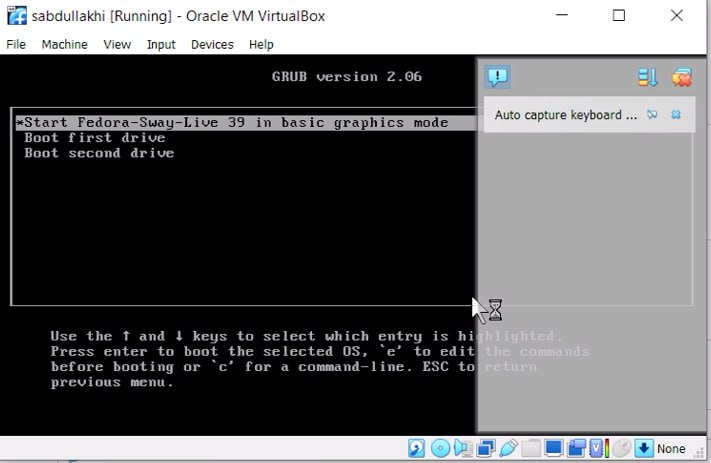 sabdullakhi [Running] - Oracle VM VirtualBox
File Machine View Input Devices Help
GRUB version 2.06
*Start Fedora-Sway-Live 39 in basic graphics mode
Boot first drive
Boot second drive
Auto capture keyboard ...
Use the ↑ and ↓ keys to select which entry is highlighted.
Press enter to boot the selected OS, `e' to edit the commands
before booting or `c' for a command-line. ESC to return
previous menu.
None